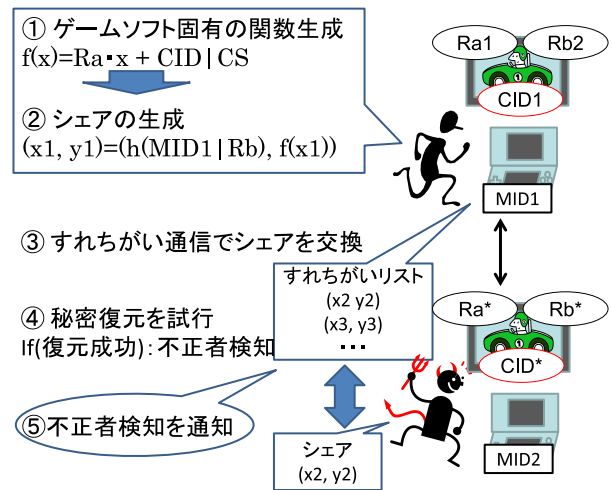 ① ゲームソフト固有の関数生成
f(x)=Ra・x + CID | CS
② シェアの生成
(x1, y1)=(h(MID1 | Rb), f(x1))
Ra1
Rb2
1
CID1
MID1
③ すれちがい通信でシェアを交換
すれちがいリスト
(x2 y2)
(x3, y3)
・・・
④ 秘密復元を試行
If(復元成功)：不正者検知
⑤不正者検知を通知
シェア
(x2, y2)
Ra*
Rb*
CID*
MID2